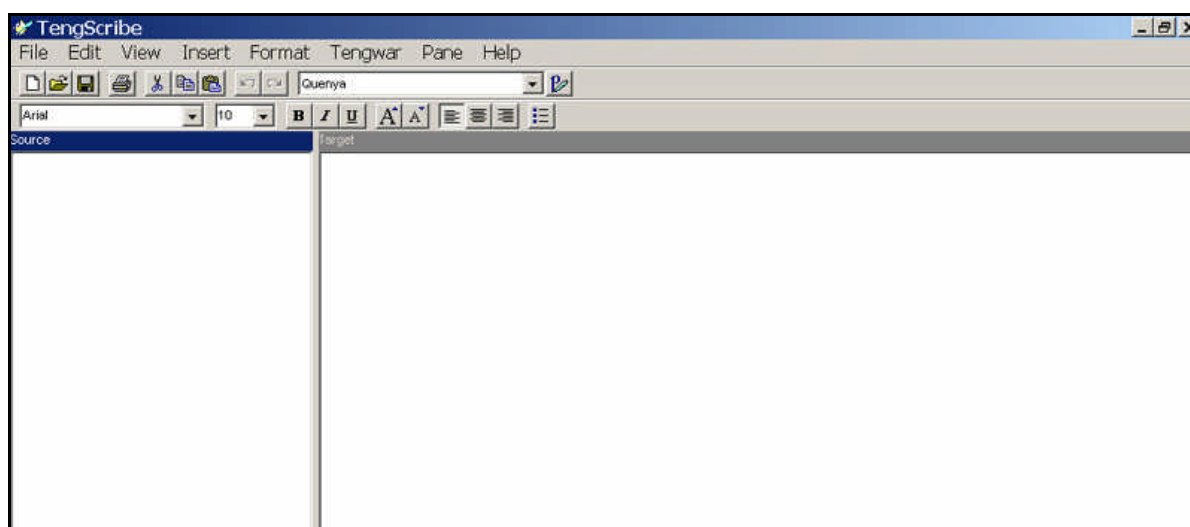 TengScribe
File Edit View Insert Format Tengwar Pane Help
Quenya
Arial 10 B I U A A
Source Target